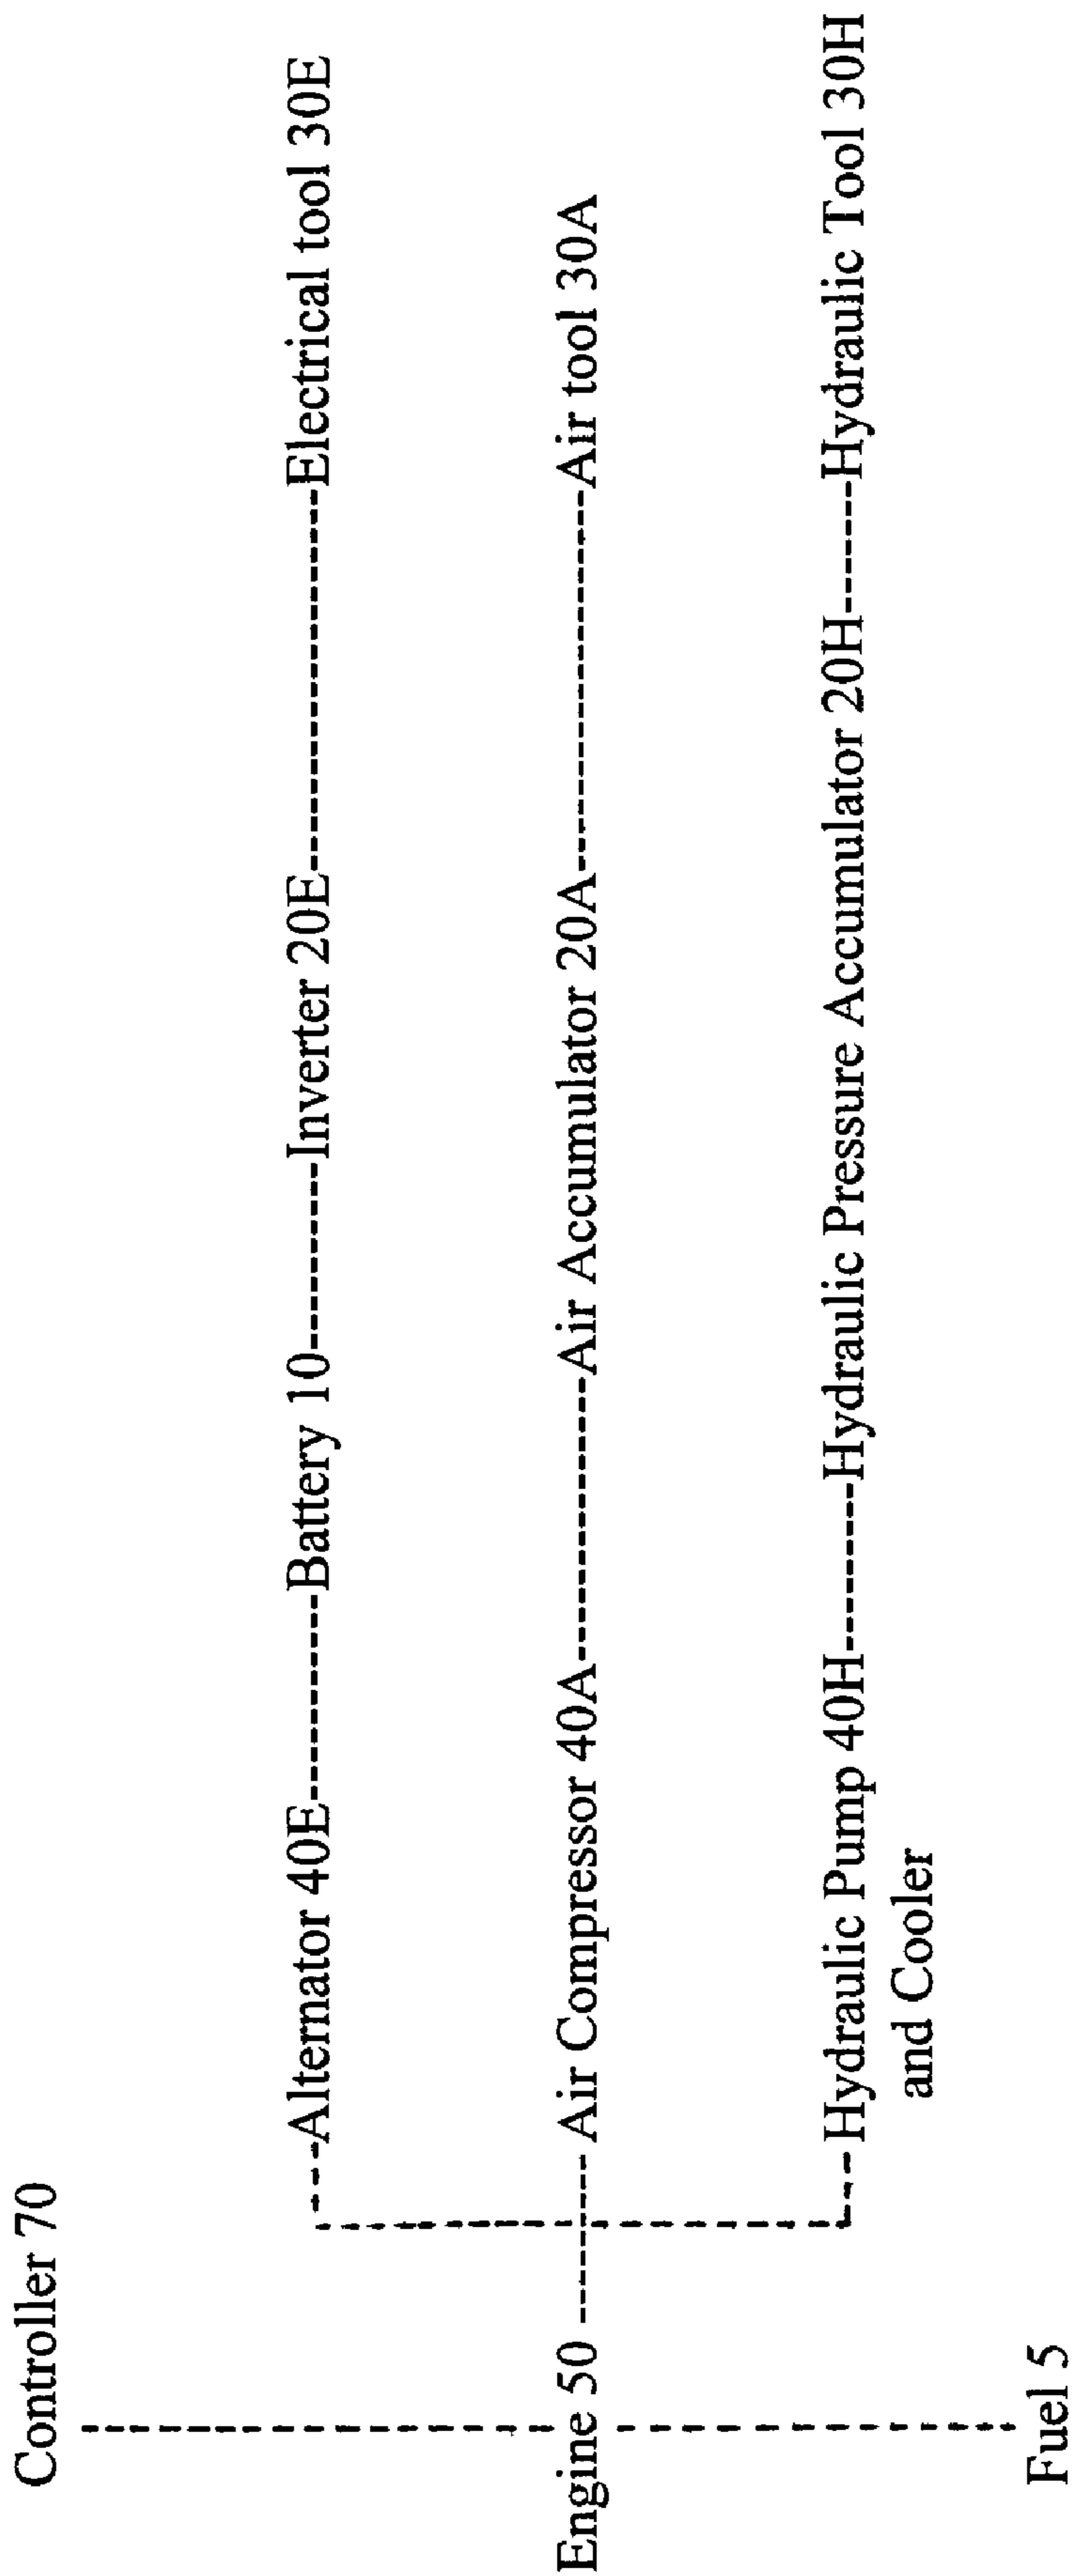 Controller 70
Alternator 40E Battery 10 Inverter 20E Electrical tool 30E
Engine 50 Air Compressor 40A Air Accumulator 20A Air tool 30A
Hydraulic Pump 40H Hydraulic Pressure Accumulator 20H Hydraulic Tool 30H
and Cooler
Fuel 5